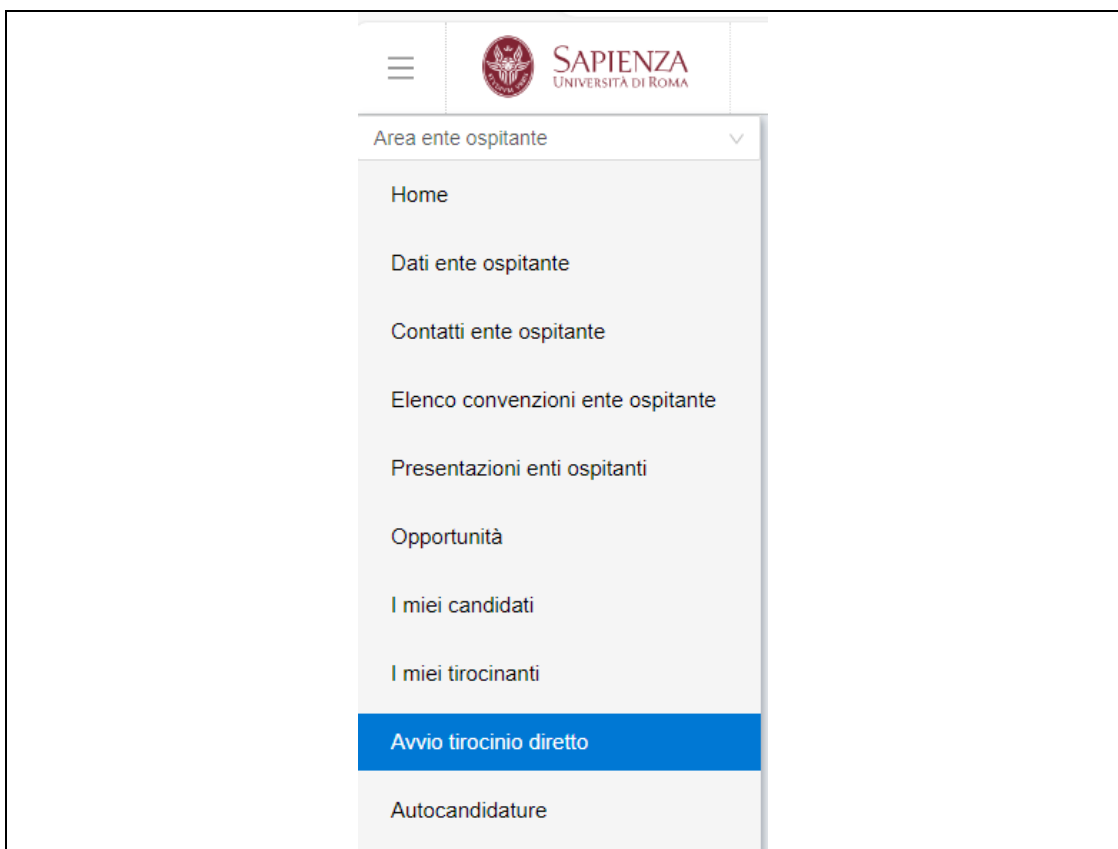 SAPIENZA
UNIVERSITÀ DI ROMA
Area ente ospitante
Home
Dati ente ospitante
Contatti ente ospitante
Elenco convenzioni ente ospitante
Presentazioni enti ospitanti
Opportunità
I miei candidati
I miei tirocinanti
Avvio tirocinio diretto
Autocandidature